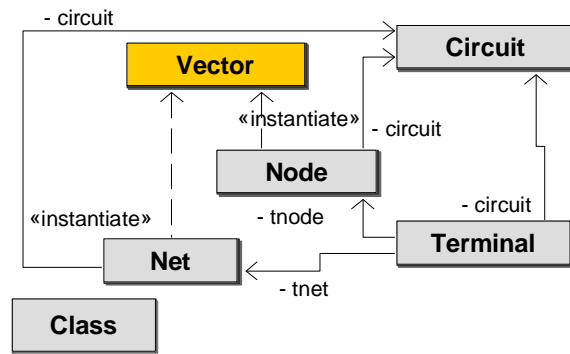 - circuit
Circuit
Vector
«instantiate»
- circuit
Node
- tnode
- circuit
«instantiate»
Terminal
Net
- tnet
Class